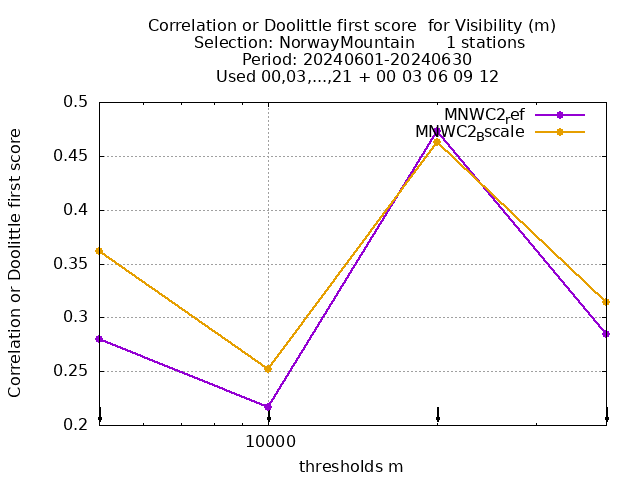 Correlation or Doolittle first score  for Visibility (m)
Selection: NorwayMountain      1 stations
Period: 20240601-20240630
Used 00,03,...,21 + 00 03 06 09 12
MNWC2ref
MNWC2Bscale
Correlation or Doolittle first score
0.5
0.45
0.4
0.35
0.3
0.25
0.2
10000
thresholds m